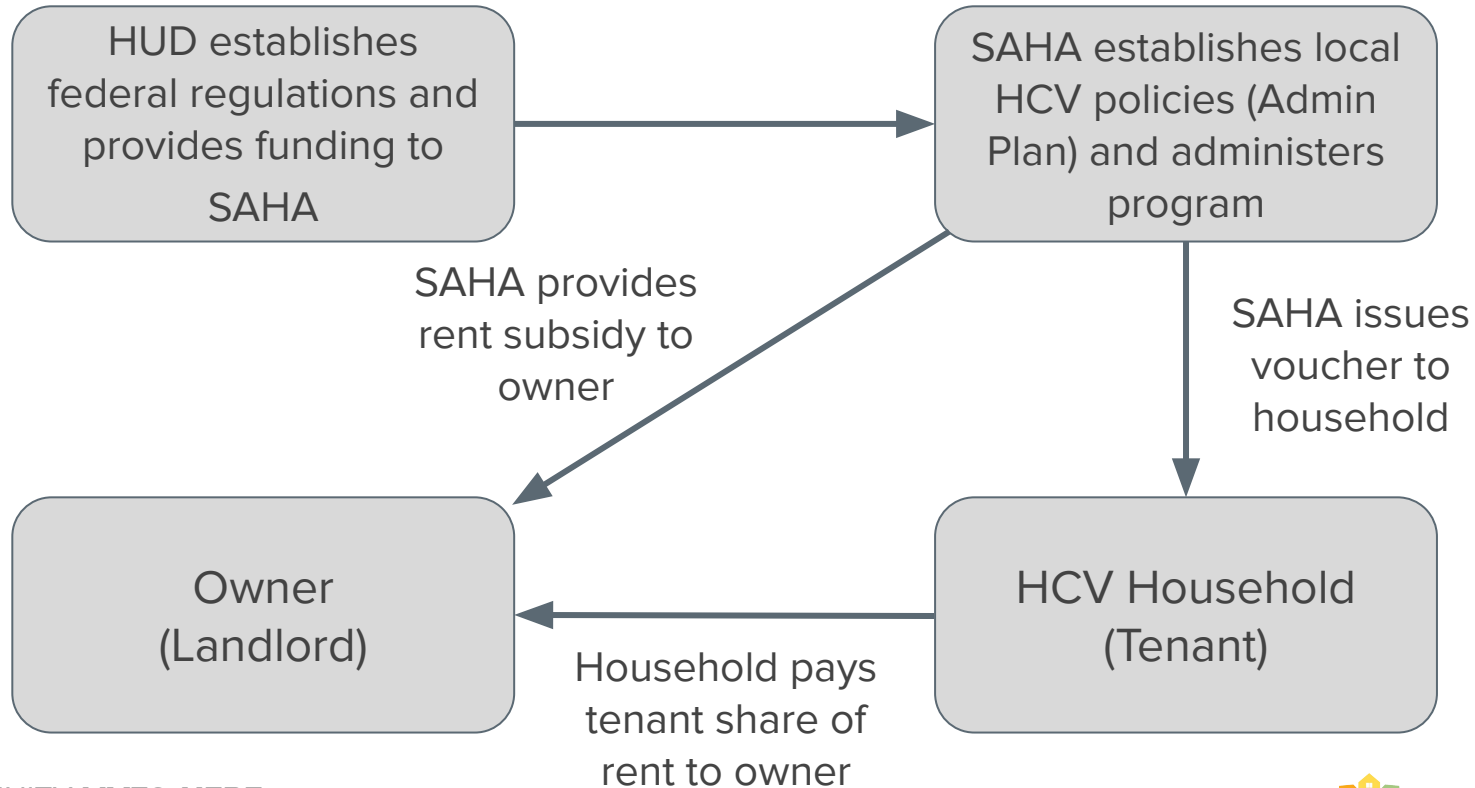 HUD establishes
federal regulations and
provides funding to
SAHA
SAHA establishes local
HCV policies (Admin
Plan) and administers
program
SAHA provides
rent subsidy to
owner
SAHA issues
voucher to
household
Owner
(Landlord)
HCV Household
(Tenant)
Household pays
tenant share of
rent to owner